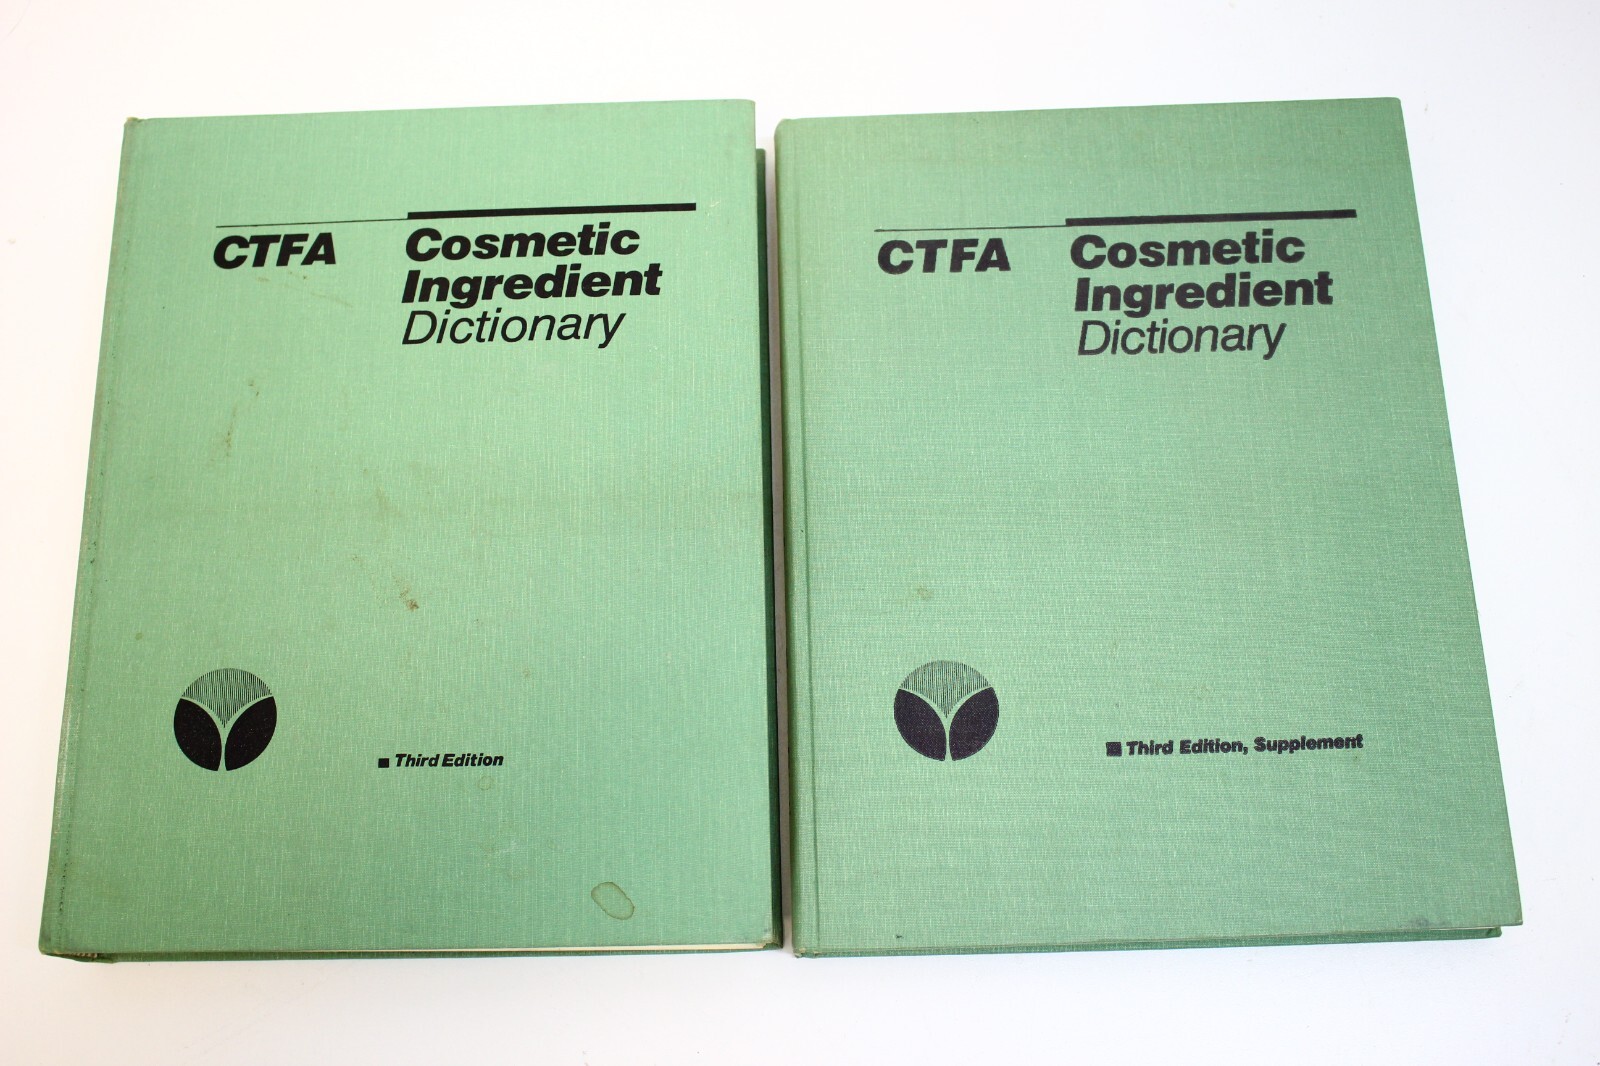 CTFA
Cosmetic
Ingredient
Dictionary
Third Edition
CTFA
Cosmetic
Ingredient
Dictionary
Third Edition, Supplement